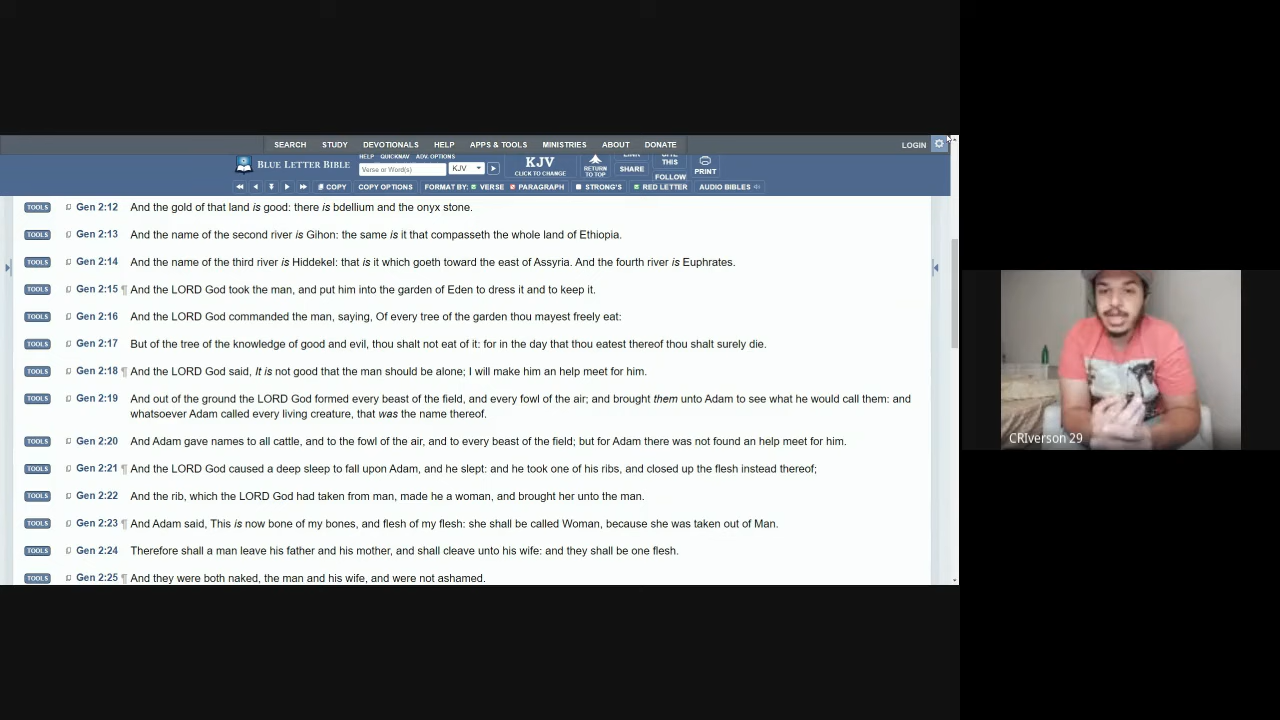 SEARCH STUDY DEVOTIONALS HELP APPS & TOOLS MINISTRIES ABOUT DONATE LOGIN
BLUE LETTER BIBLE
HELP QUICKNAV ADV. OPTIONS
Verse or Word(s) KJV
KJV
CLICK TO CHANGE
RETURN
TO TOP
LINK
SHARE
CITE
THIS
FOLLOW
PRINT
COPY COPY OPTIONS FORMAT BY: VERSE PARAGRAPH STRONG'S RED LETTER AUDIO BIBLES
TOOLS Gen 2:12 And the gold of that land is good: there is bdellium and the onyx stone.
TOOLS Gen 2:13 And the name of the second river is Gihon: the same is it that compasseth the whole land of Ethiopia.
TOOLS Gen 2:14 And the name of the third river is Hiddekel: that is it which goeth toward the east of Assyria. And the fourth river is Euphrates.
TOOLS Gen 2:15 ¶ And the LORD God took the man, and put him into the garden of Eden to dress it and to keep it.
TOOLS Gen 2:16 And the LORD God commanded the man, saying, Of every tree of the garden thou mayest freely eat:
TOOLS Gen 2:17 But of the tree of the knowledge of good and evil, thou shalt not eat of it: for in the day that thou eatest thereof thou shalt surely die.
TOOLS Gen 2:18 ¶ And the LORD God said, It is not good that the man should be alone; I will make him an help meet for him.
TOOLS Gen 2:19 And out of the ground the LORD God formed every beast of the field, and every fowl of the air; and brought them unto Adam to see what he would call them: and
whatsoever Adam called every living creature, that was the name thereof.
TOOLS Gen 2:20 And Adam gave names to all cattle, and to the fowl of the air, and to every beast of the field; but for Adam there was not found an help meet for him.
TOOLS Gen 2:21 ¶ And the LORD God caused a deep sleep to fall upon Adam, and he slept: and he took one of his ribs, and closed up the flesh instead thereof;
TOOLS Gen 2:22 And the rib, which the LORD God had taken from man, made he a woman, and brought her unto the man.
TOOLS Gen 2:23 ¶ And Adam said, This is now bone of my bones, and flesh of my flesh: she shall be called Woman, because she was taken out of Man.
TOOLS Gen 2:24 Therefore shall a man leave his father and his mother, and shall cleave unto his wife: and they shall be one flesh.
TOOLS Gen 2:25 ¶ And they were both naked, the man and his wife, and were not ashamed.
CRIverson 29